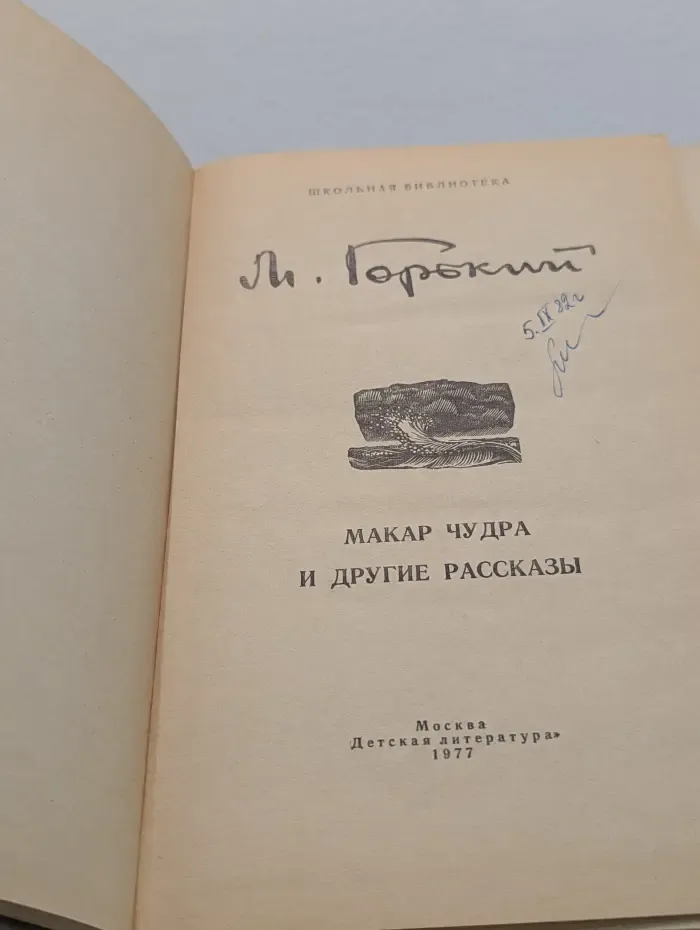 ШКОЛЬНАЯ БИБЛИОТЕКА
М. Горький
5.IX 82г
МАКАР ЧУДРА
И ДРУГИЕ РАССКАЗЫ
Москва
Детская литература»
1977